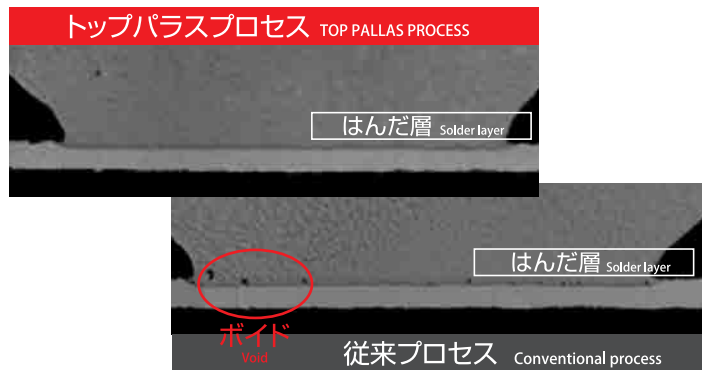 トッププラスプロセス TOP PALLAS PROCESS
はんだ層 Solder layer
はんだ層 Solder layer
ボイド
Void
従来プロセス Conventional process